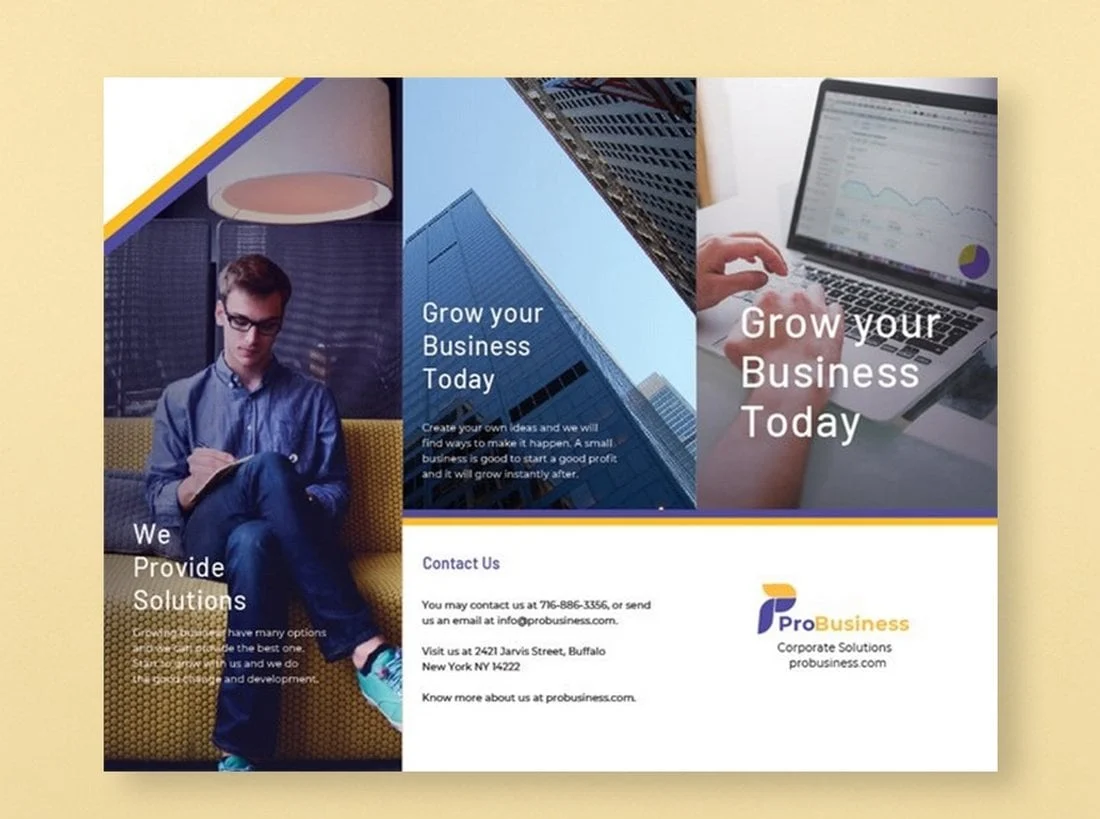 We
Provide
Solutions
Growing business have many options
and we can provide the best one.
Start to grow with us and we do
the good change and development.
Grow your
Business
Today
Create your own ideas and we will
find ways to make it happen. A small
business is good to start a good profit
and it will grow instantly after.
Contact Us
You may contact us at 716-886-3356, or send
us an email at info@probusiness.com.
Visit us at 2421 Jarvis Street, Buffalo
New York NY 14222
Know more about us at probusiness.com.
Grow your
Business
Today
ProBusiness
Corporate Solutions
probusiness.com